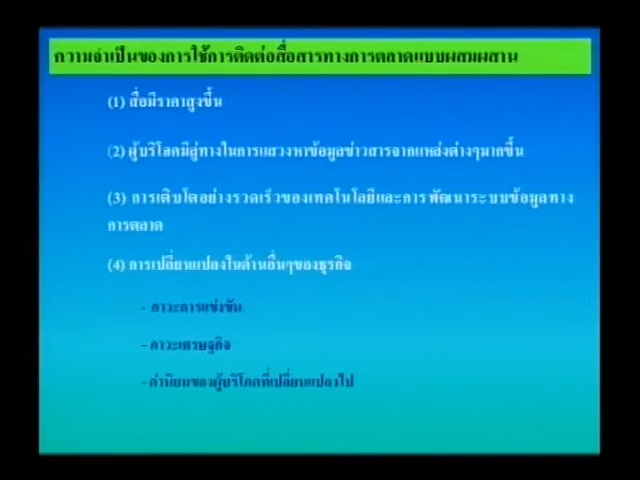 ความจำเป็นของการใช้การติดต่อสื่อสารทางการตลาดแบบผสมผสาน
(1) สื่อมีราคาสูงขึ้น
(2) ผู้บริโภคมีลู่ทางในการแสวงหาข้อมูลข่าวสารจากแหล่งต่างๆมากขึ้น
(3) การเติบโตอย่างรวดเร็วของเทคโนโลยีและการพัฒนาระบบข้อมูลทาง
การตลาด
(4) การเปลี่ยนแปลงในด้านอื่นๆของธุรกิจ
- ภาวะการแข่งขัน
- ภาวะเศรษฐกิจ
- ค่านิยมของผู้บริโภคที่เปลี่ยนแปลงไป